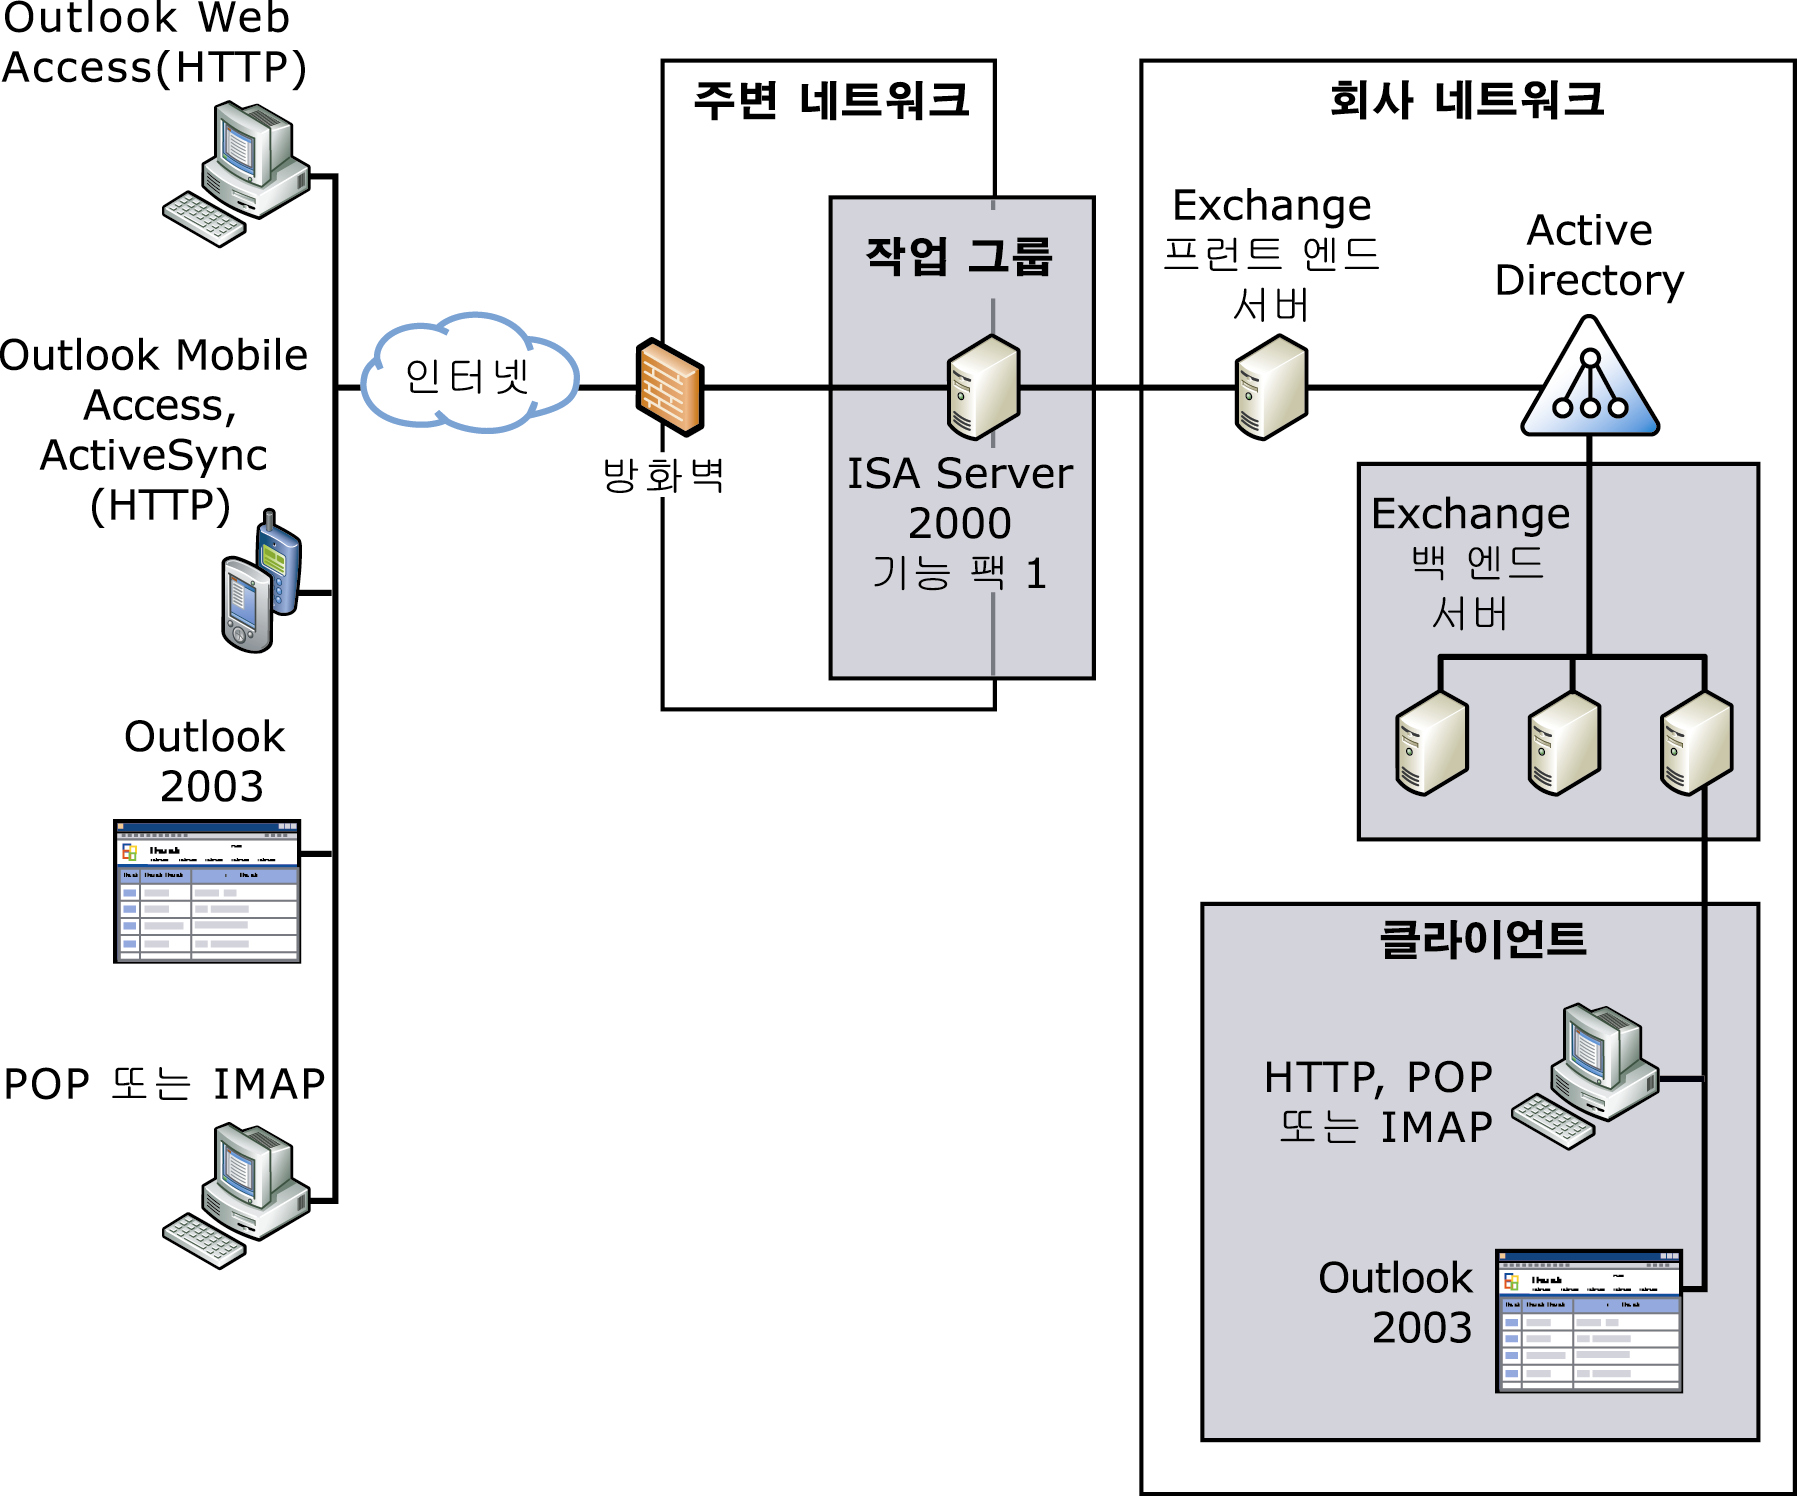 Outlook Web
Access(HTTP)
Outlook Mobile
Access,
ActiveSync
(HTTP)
Outlook
2003
POP 또는 IMAP
인터넷
주변 네트워크
방화벽
작업 그룹
ISA Server
2000
기능 팩 1
회사 네트워크
Exchange
프런트 엔드
서버
Active
Directory
Exchange
백 엔드
서버
클라이언트
HTTP, POP
또는 IMAP
Outlook
2003